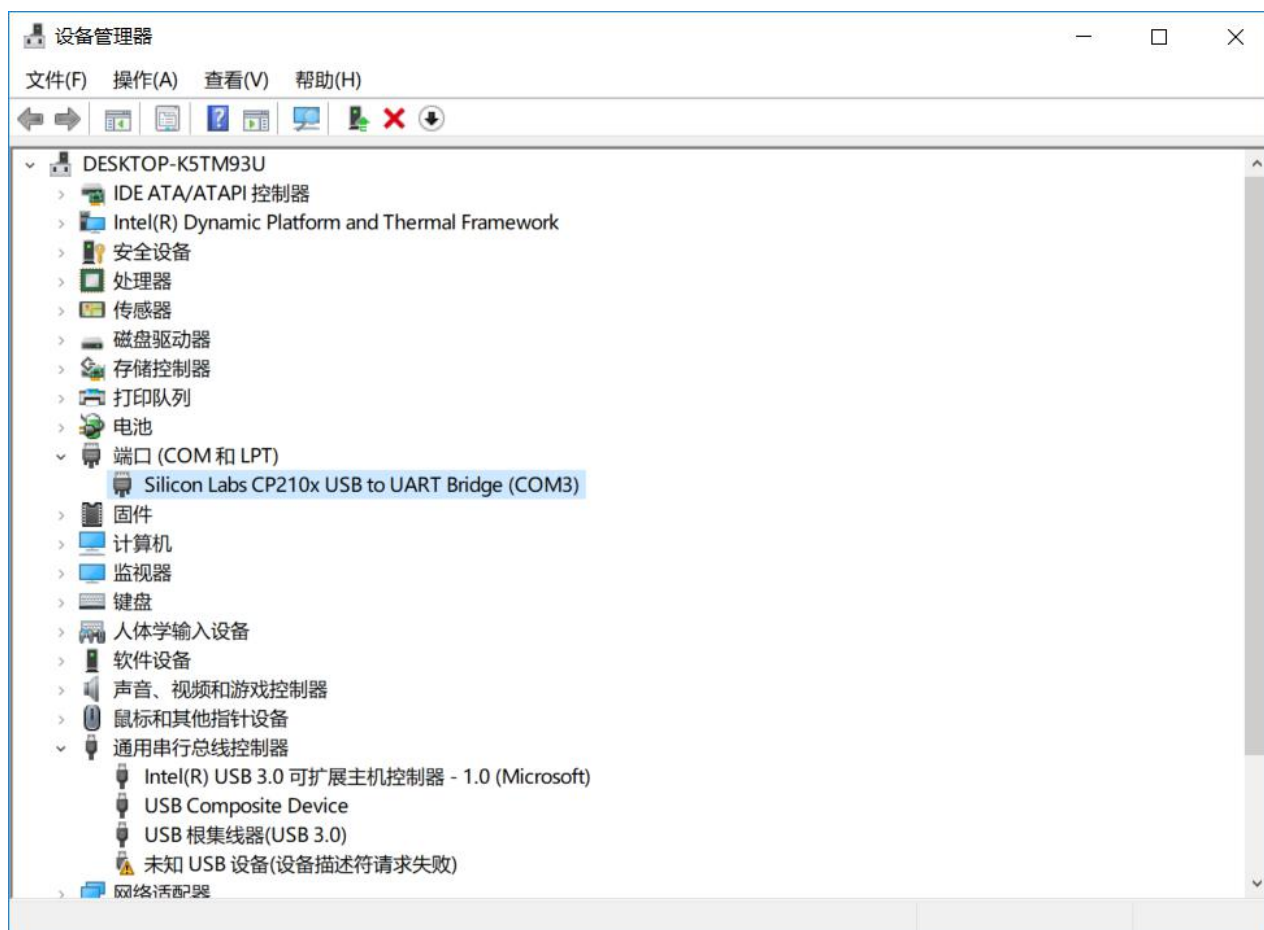 设备管理器
文件(F) 操作(A) 查看(V) 帮助(H)
DESKTOP-K5TM93U
IDE ATA/ATAPI 控制器
Intel(R) Dynamic Platform and Thermal Framework
安全设备
处理器
传感器
磁盘驱动器
存储控制器
打印队列
电池
端口 (COM 和 LPT)
Silicon Labs CP210x USB to UART Bridge (COM3)
固件
计算机
监视器
键盘
人体学输入设备
软件设备
声音、视频和游戏控制器
鼠标和其他指针设备
通用串行总线控制器
Intel(R) USB 3.0 可扩展主机控制器 - 1.0 (Microsoft)
USB Composite Device
USB 根集线器(USB 3.0)
未知 USB 设备(设备描述符请求失败)
网络适配器